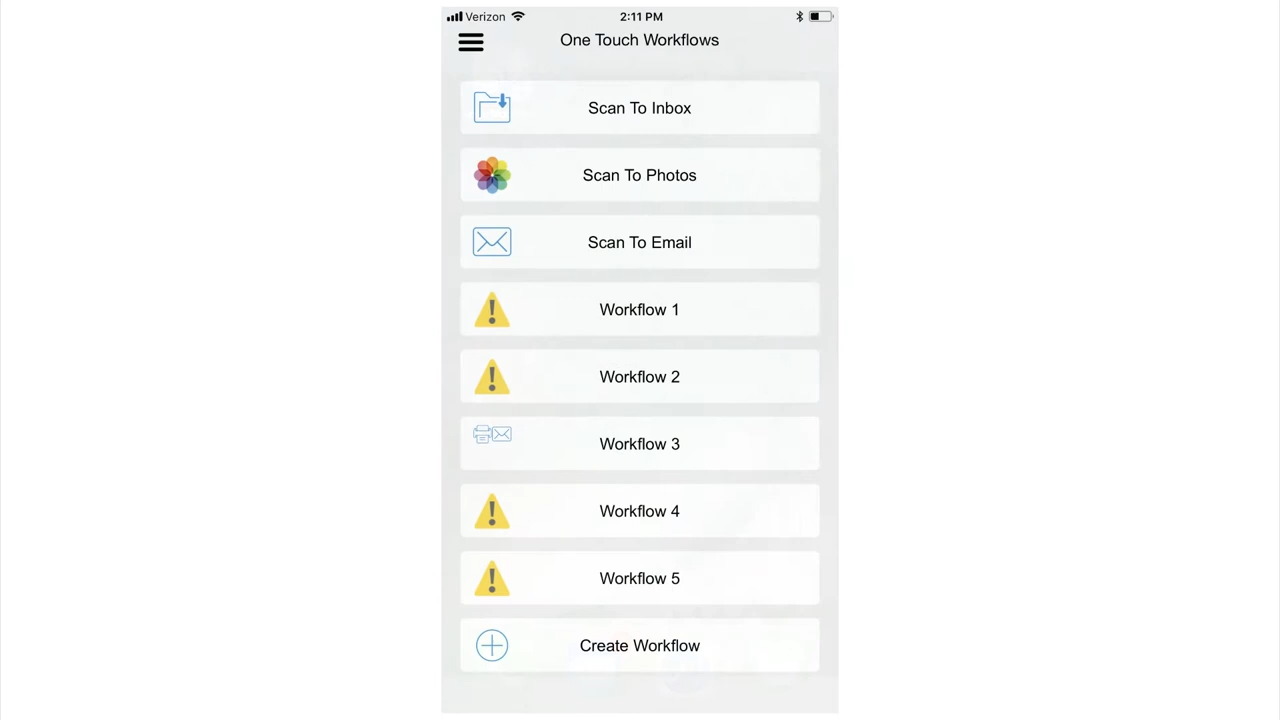 Verizon 2:11 PM
One Touch Workflows
Scan To Inbox
Scan To Photos
Scan To Email
Workflow 1
Workflow 2
Workflow 3
Workflow 4
Workflow 5
Create Workflow